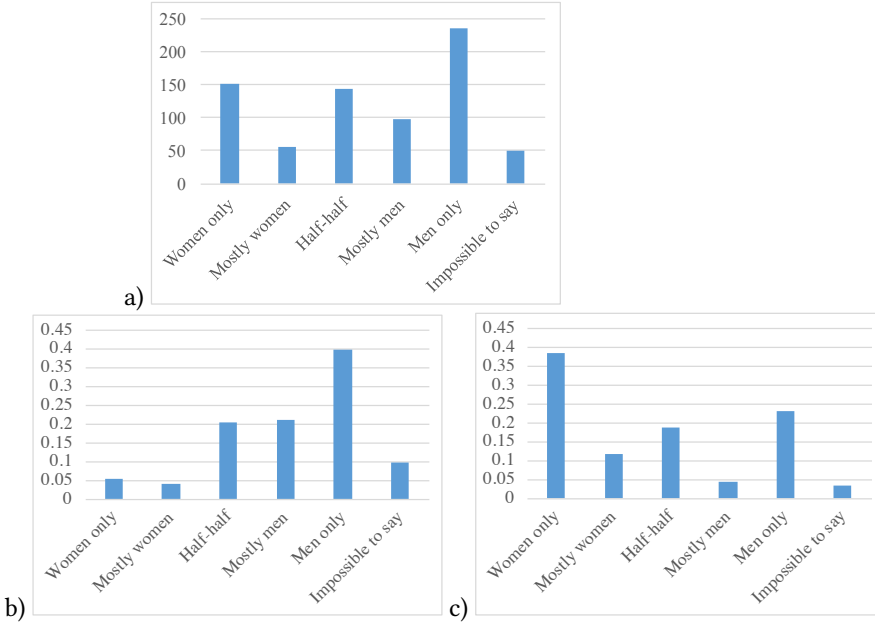 250
200
150
100
50
0
Women only
Mostly women
Half-half
Mostly men
Men only
Impossible to say
a)
0.45
0.4
0.35
0.3
0.25
0.2
0.15
0.1
0.05
0
Women only
Mostly women
Half-half
Mostly men
Men only
Impossible to say
b)
0.45
0.4
0.35
0.3
0.25
0.2
0.15
0.1
0.05
0
Women only
Mostly women
Half-half
Mostly men
Men only
Impossible to say
c)